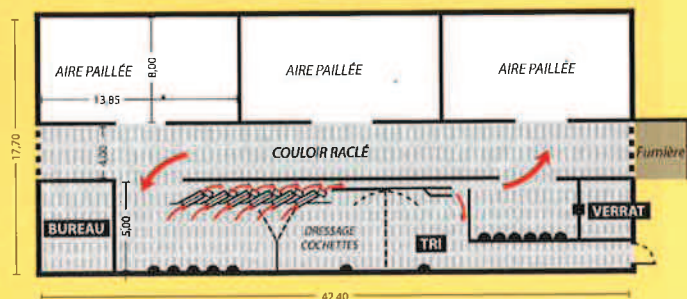 AIRE PAILLÉE
AIRE PAILLÉE
AIRE PAILLÉE
8,00
13,85
17,70
4,00
COULOIR RACLÉ
Fumière
5,00
BUREAU
DRESSAGE
COCHETTES
TRI
VERRAT
42,40